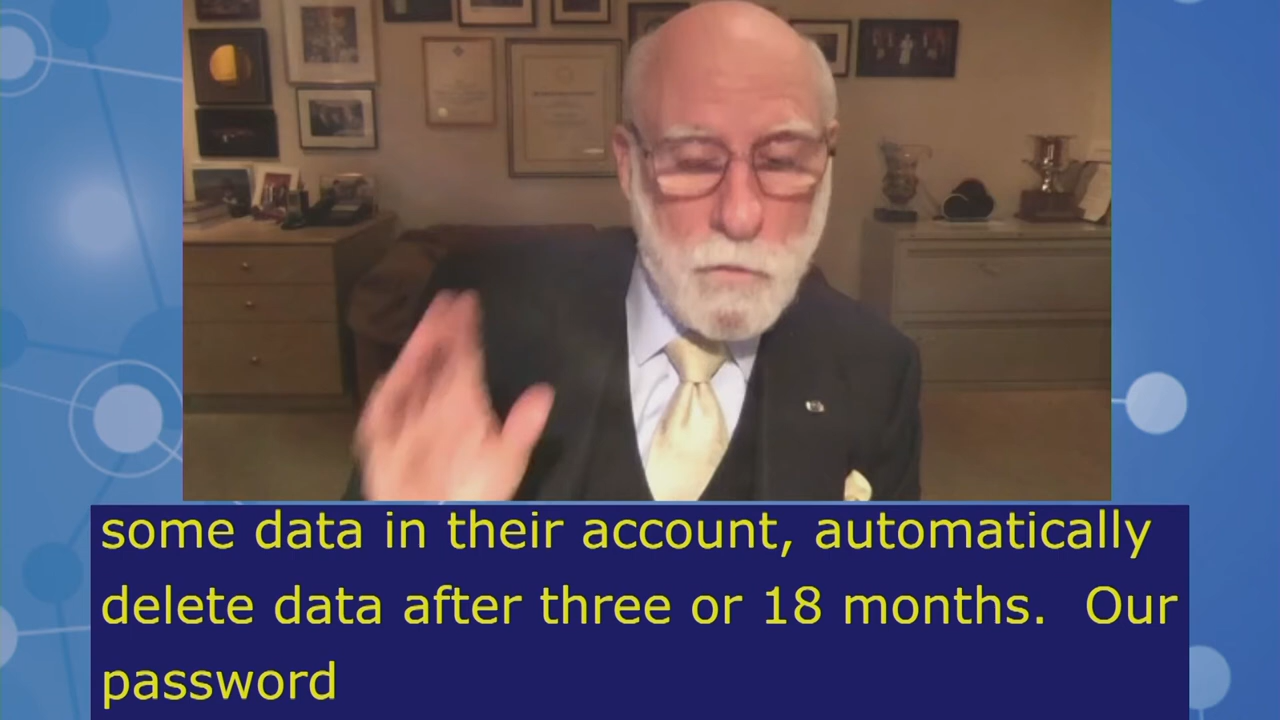 some data in their account, automatically
delete data after three or 18 months.  Our
password